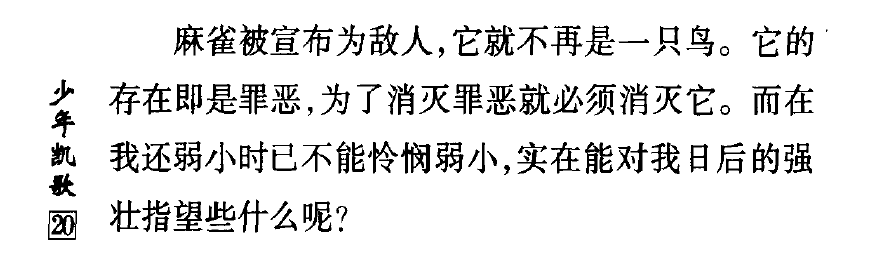 麻雀被宣布为敌人,它就不再是一只鸟。它的
存在即是罪恶,为了消灭罪恶就必须消灭它。而在
我还弱小时已不能怜悯弱小,实在能对我日后的强
壮指望些什么呢?
少年凯歌
20